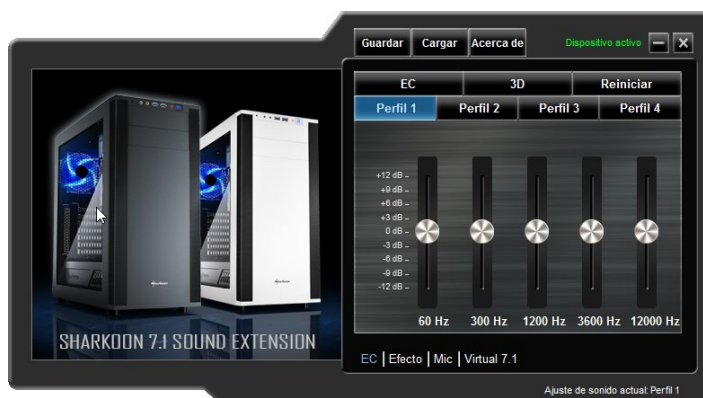 Guardar Cargar Acerca de Dispositivo activo
EC 3D Reiniciar
Perfil 1 Perfil 2 Perfil 3 Perfil 4
+12 dB
+9 dB
+6 dB
+3 dB
0 dB
-3 dB
-6 dB
-9 dB
-12 dB
60 Hz 300 Hz 1200 Hz 3600 Hz 12000 Hz
SHARKOON 7.1 SOUND EXTENSION
EC | Efecto | Mic | Virtual 7.1
Ajuste de sonido actual: Perfil 1